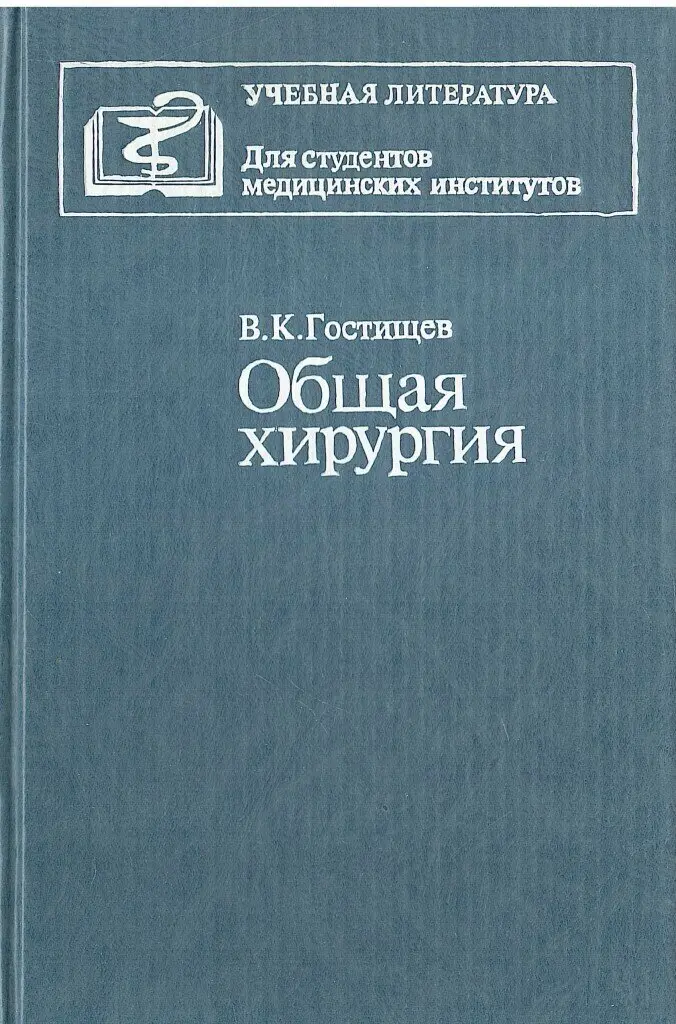 УЧЕБНАЯ ЛИТЕРАТУРА
Для студентов
медицинских институтов
В.К.Гостищев
Общая
хирургия